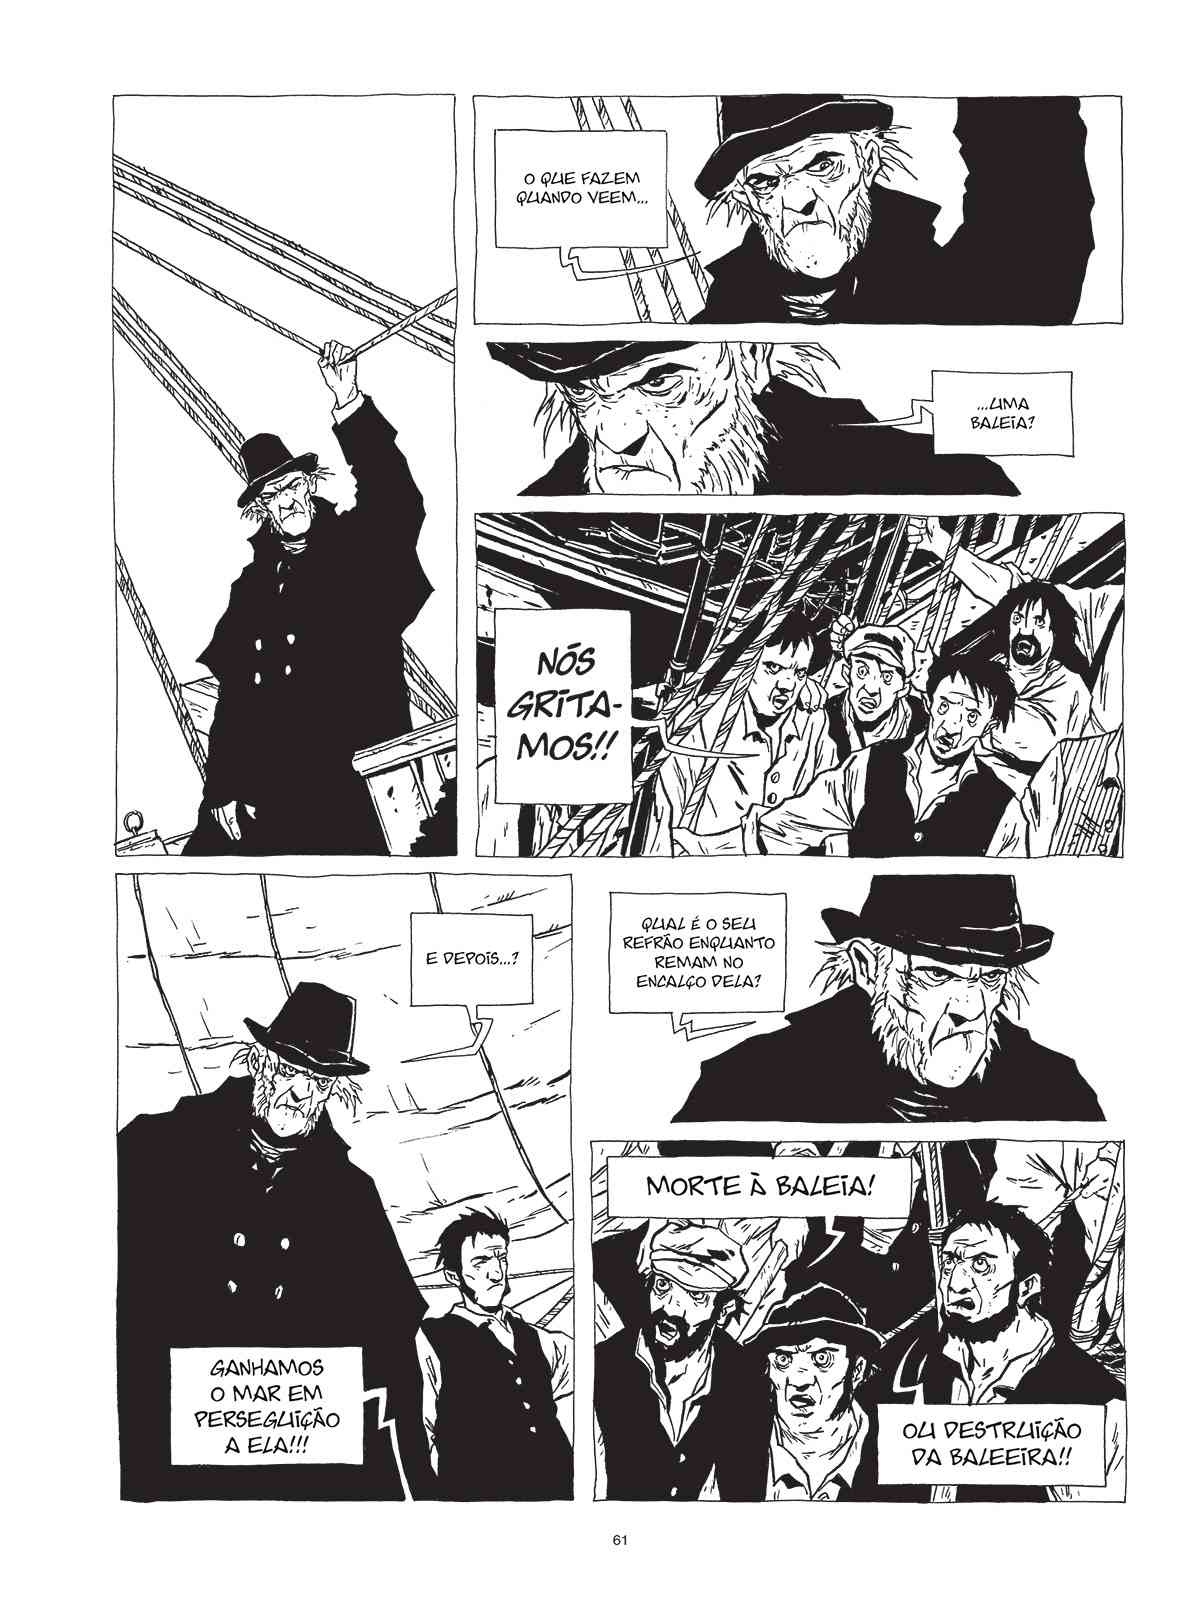 O QUE FAZEM
QUANDO VEEM...
...UMA
BALEIA?
NÓS
GRITA-
MOS!!
E DEPOIS...?
GANHAMOS
O MAR EM
PERSEGUIÇÃO
A ELA!!!
QUAL É O SEU
REFRÃO ENQUANTO
REMAM NO
ENCALÇO DELA?
MORTE À BALEIA!
OU DESTRUIÇÃO
DA BALEEIRA!!
61